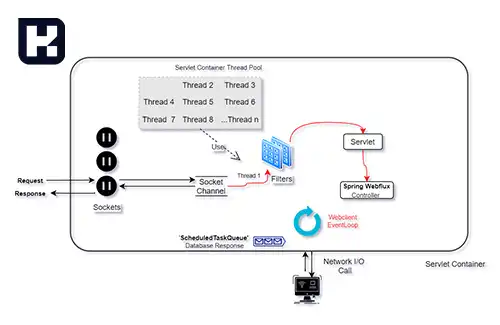 Servlet Container Thread Pool
Thread 2 Thread 3
Thread 4 Thread 5 Thread 6
Thread 7 Thread 8 ...Thread n
Uses
Request
Response
Sockets
Socket
Channel
Thread 1
Filters
Servlet
Spring Webflux
Controller
Webclient
EventLoop
'ScheduledTaskQueue'
Database Response
Network I/O
Call
Servlet Container